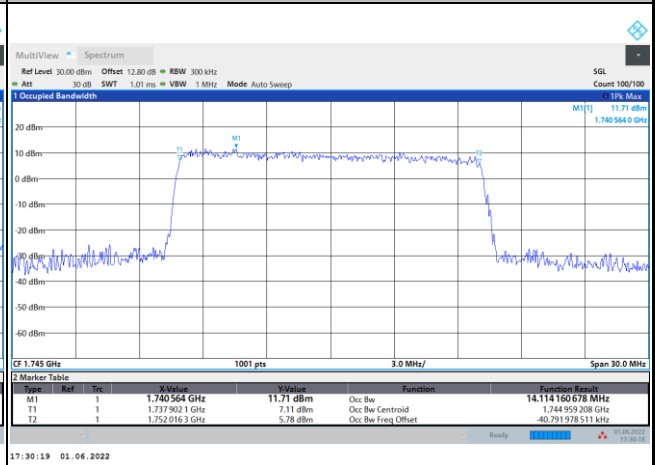 MultiView Spectrum
Ref Level 30.00 dBm Offset 12.80 dB RBW 300 kHz SGL
Att 30 dB SWT 1.01 ms VBW 1 MHz Mode Auto Sweep Count 100/100
1 Occupied Bandwidth 1Pk Max
M1[1] 11.71 dBm
1.740 564 0 GHz
20 dBm
M1
T1
T2
10 dBm
0 dBm
-10 dBm
-20 dBm
-30 dBm
-40 dBm
-50 dBm
-60 dBm
CF 1.745 GHz 1001 pts 3.0 MHz/ Span 30.0 MHz
2 Marker Table
Type Ref Trc X-Value Y-Value Function Function Result
M1 1 1.740 564 GHz 11.71 dBm Occ Bw 14.114 160 678 MHz
T1 1 1.737 902 1 GHz 7.11 dBm Occ Bw Centroid 1.744 959 208 GHz
T2 1 1.752 016 3 GHz 5.78 dBm Occ Bw Freq Offset -40.791 978 511 kHz
Ready 01.06.2022
17:30:18
17:30:19 01.06.2022